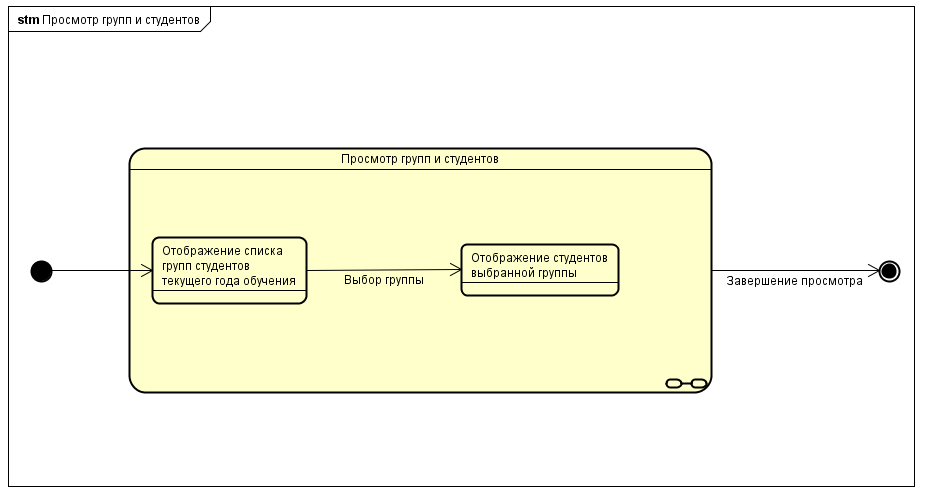 stm Просмотр групп и студентов
Просмотр групп и студентов
Отображение списка
групп студентов
текущего года обучения
Выбор группы
Отображение студентов
выбранной группы
Завершение просмотра